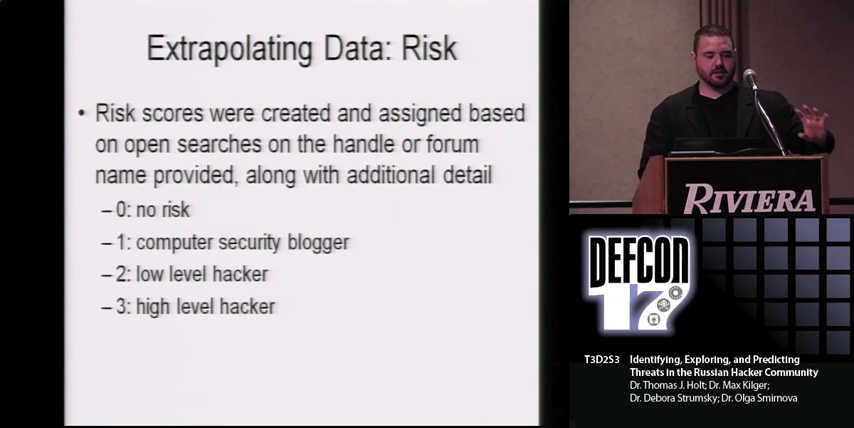 Extrapolating Data: Risk
• Risk scores were created and assigned based
on open searches on the handle or forum
name provided, along with additional detail
– 0: no risk
– 1: computer security blogger
– 2: low level hacker
– 3: high level hacker
RIVIERA
DEFCON
17
T3D2S3 Identifying, Exploring, and Predicting
Threats in the Russian Hacker Community
Dr. Thomas J. Holt; Dr. Max Kilger;
Dr. Debora Strumsky; Dr. Olga Smirnova